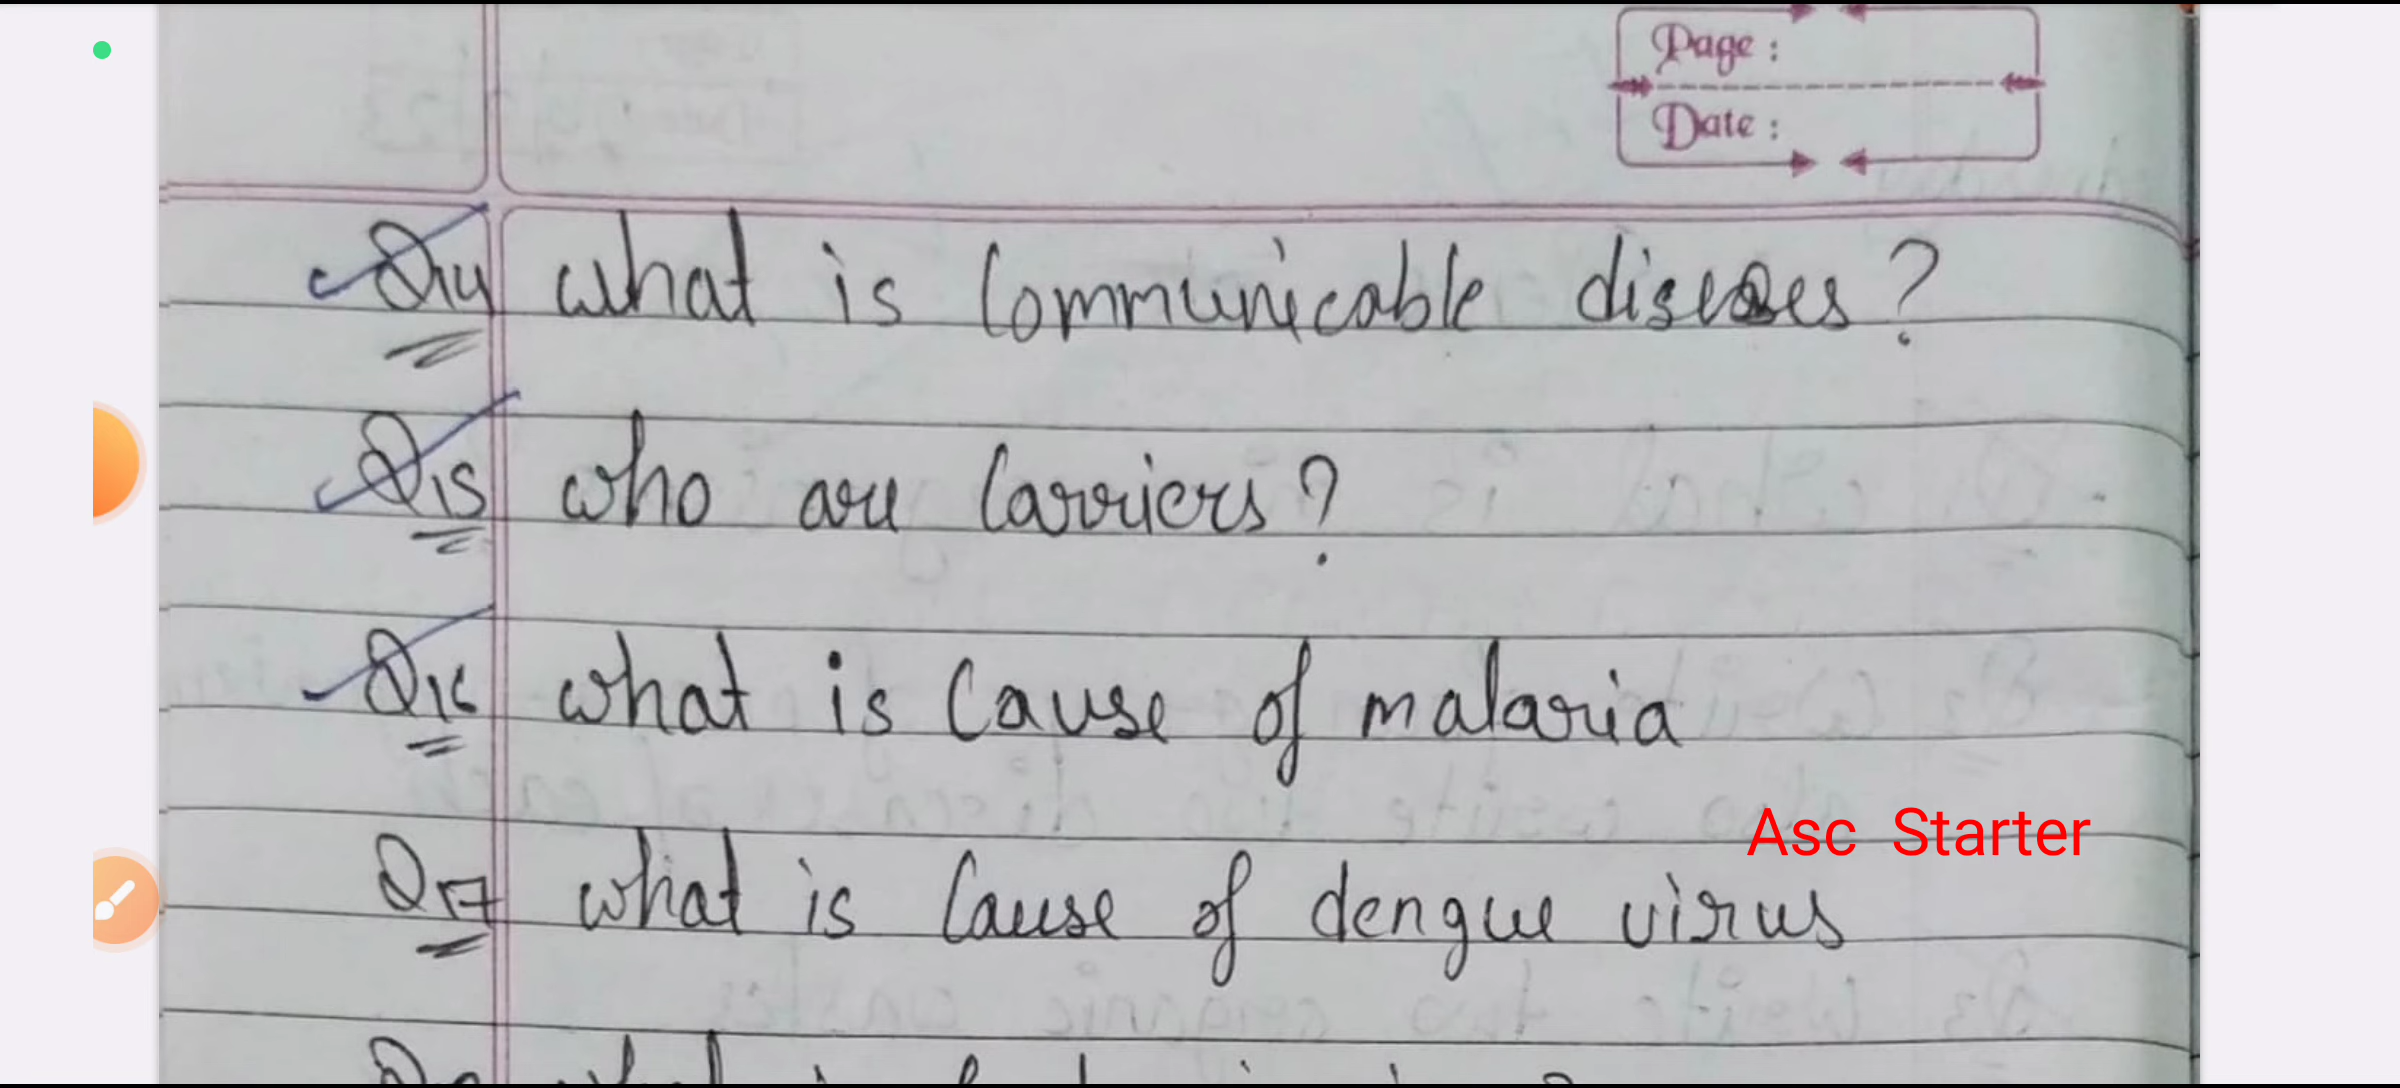 Page :
Date :
Q14 what is Communicable diseases ?
Q15 who are Carriers ?
Q16 what is Cause of malaria
Asc Starter
Q17 what is Cause of dengue virus